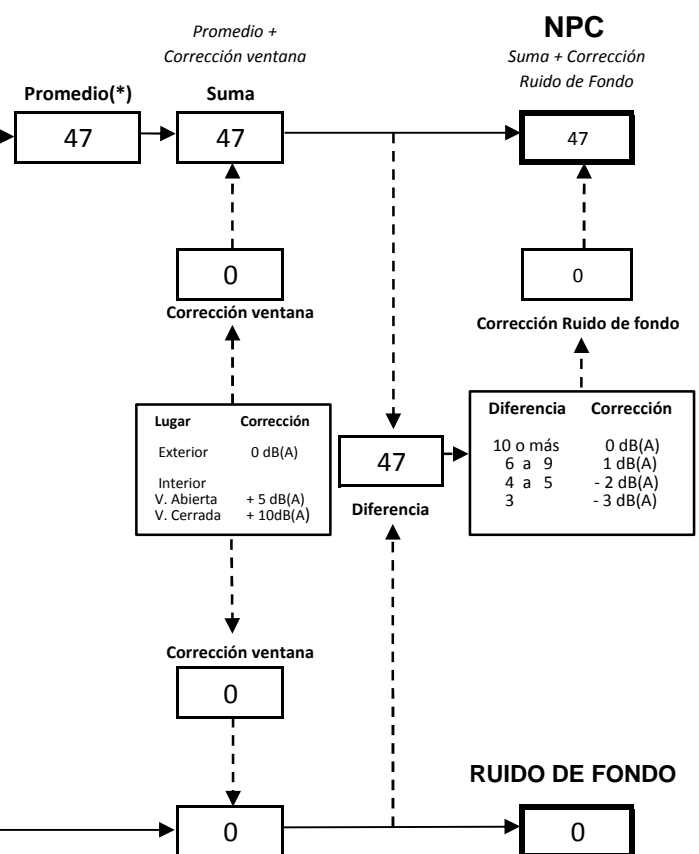 Promedio +
Corrección ventana
NPC
Suma + Corrección
Ruido de Fondo
Promedio(*)
Suma
47
47
47
0
0
Corrección ventana
Corrección Ruido de fondo
Lugar Corrección
Exterior 0 dB(A)
Interior
V. Abierta + 5 dB(A)
V. Cerrada + 10dB(A)
47
Diferencia
Diferencia Corrección
10 o más 0 dB(A)
6 a 9 1 dB(A)
4 a 5 - 2 dB(A)
3 - 3 dB(A)
Corrección ventana
0
RUIDO DE FONDO
0
0